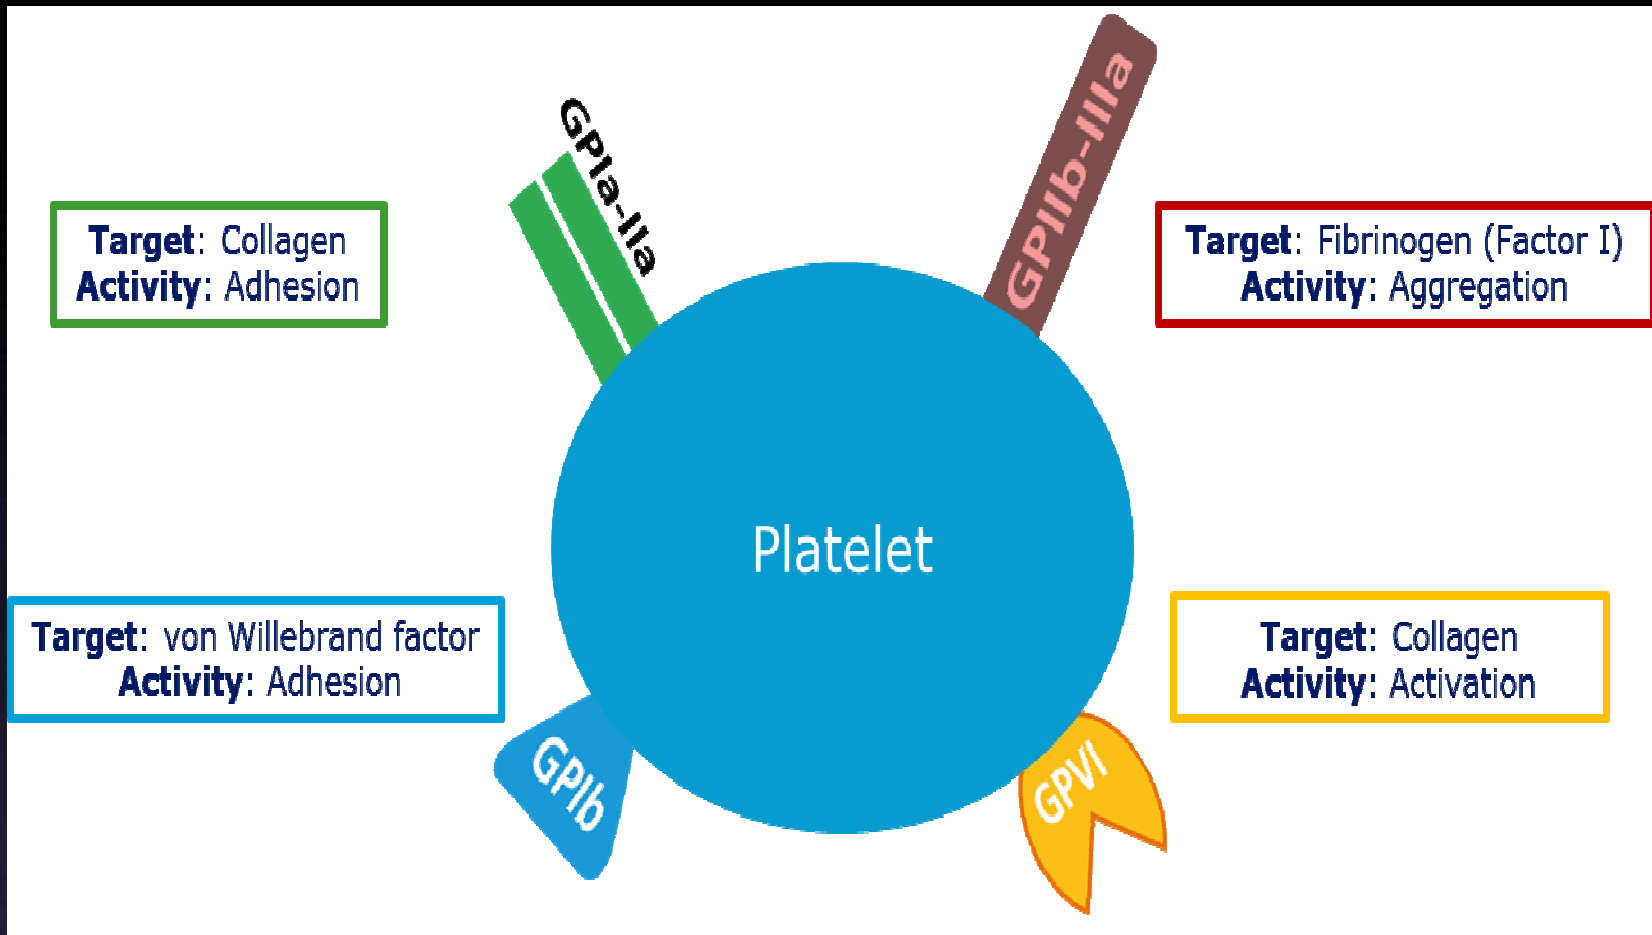 GPIa-IIa
GPIIb-IIIa
Target: Collagen
Activity: Adhesion
Target: Fibrinogen (Factor I)
Activity: Aggregation
Platelet
Target: von Willebrand factor
Activity: Adhesion
Target: Collagen
Activity: Activation
GPIb
GPVI